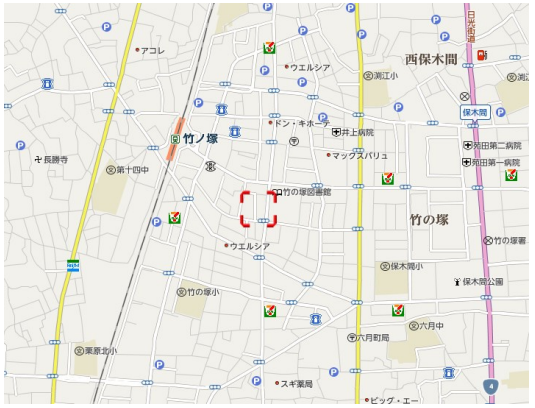 アコレ
ウエルシア
西保木間
日光街道
渕江小
渕江
保木間
ドン・キホーテ
竹ノ塚
井上病院
苑田第二病院
マックスバリュ
苑田第一病院
長勝寺
第十四中
竹の塚図書館
竹の塚
ウエルシア
竹の塚署
保木間小
保木間公園
竹の塚小
六月中
六月町局
栗原北小
スギ薬局
4
ビッグ・エー